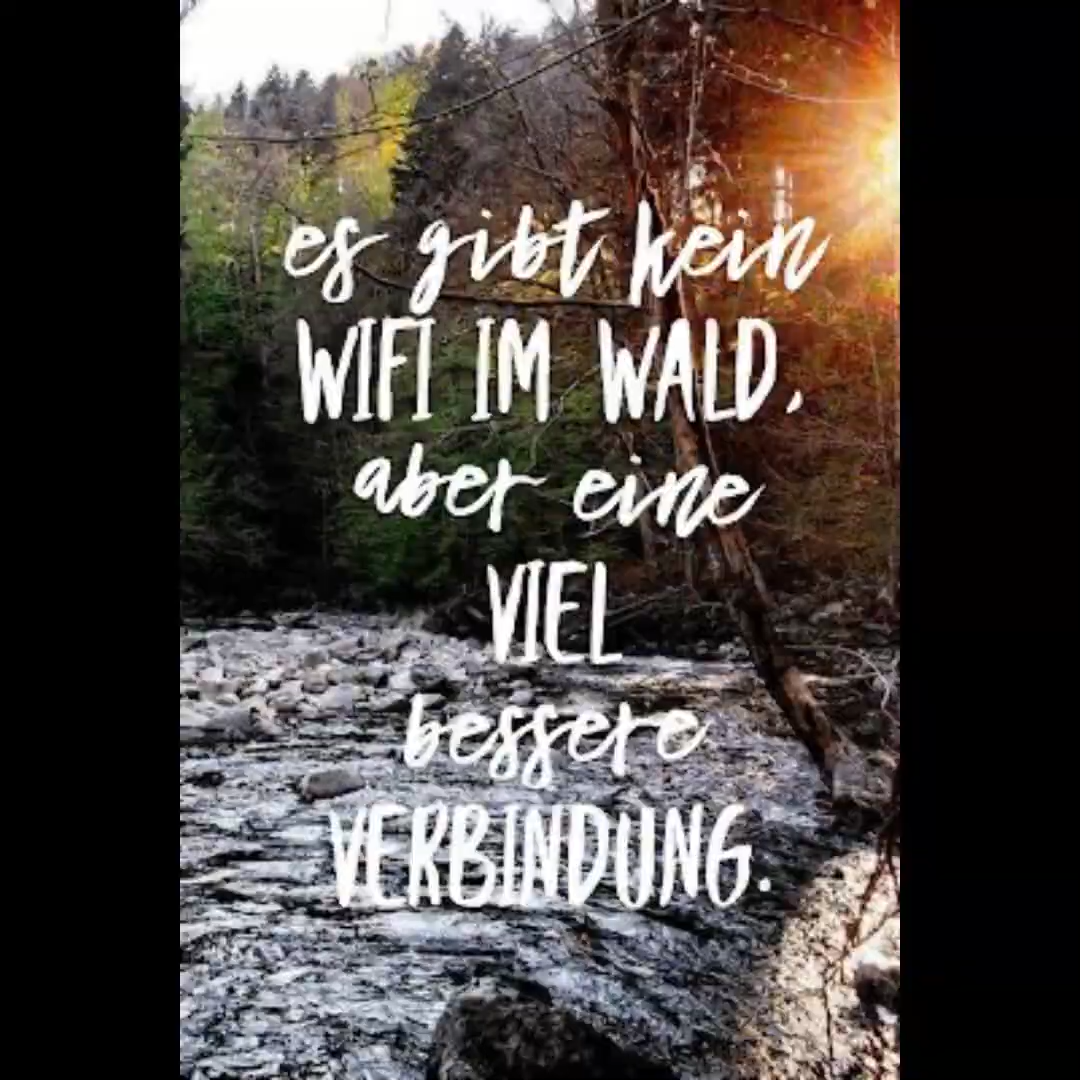 es gibt kein
WIFI IM WALD,
aber eine
VIEL
bessere
VERBINDUNG.